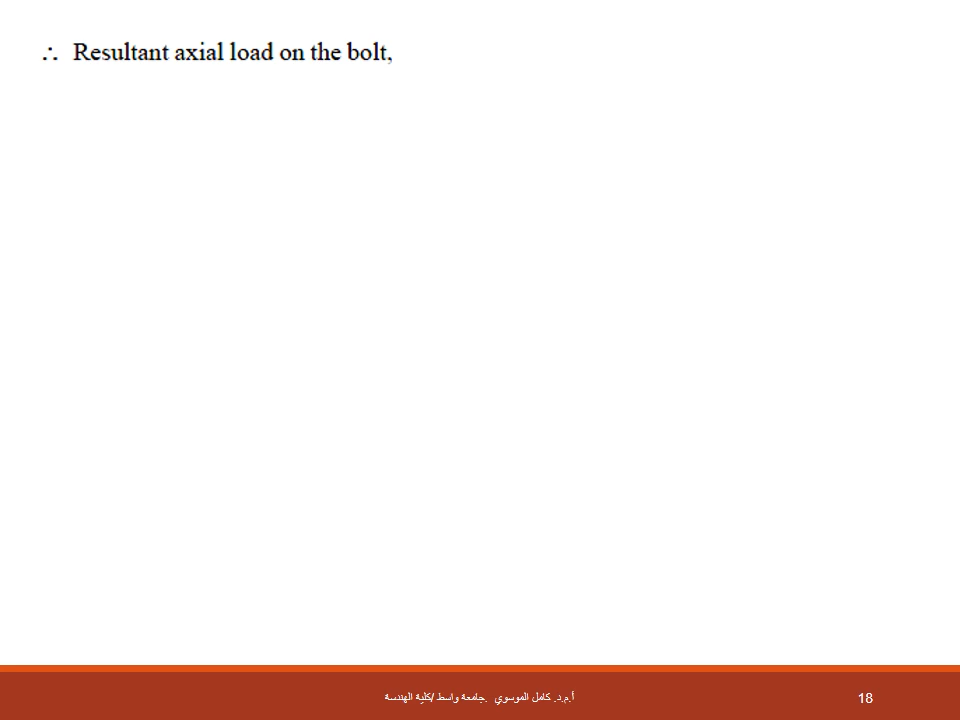 ∴ Resultant axial load on the bolt,
أ.م.د. كامل الموسوي .جامعة واسط /كلية الهندسة
18